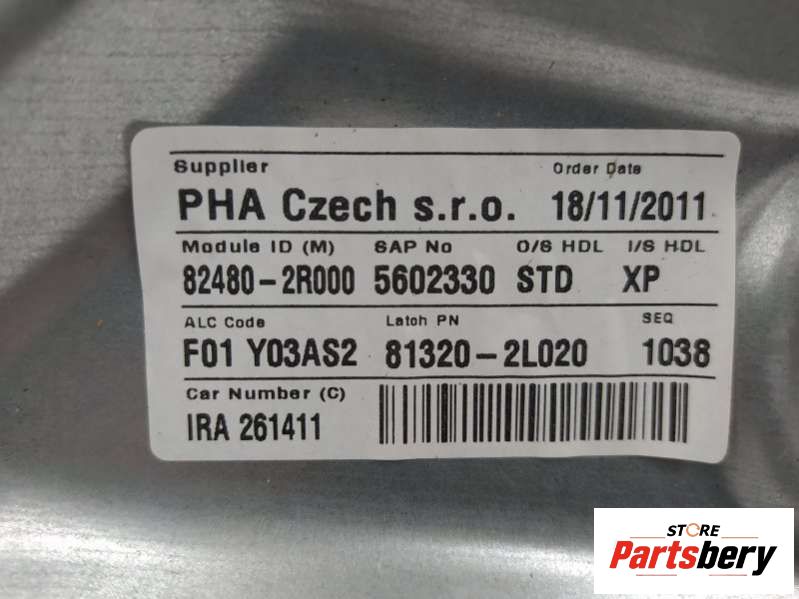 Supplier Order Date
PHA Czech s.r.o. 18/11/2011
Module ID (M) SAP No O/S HDL I/S HDL
82480-2R000 5602330 STD XP
ALC Code Latch PN SEQ
F01 Y03AS2 81320-2L020 1038
Car Number (C)
IRA 261411
STORE
Partsbery